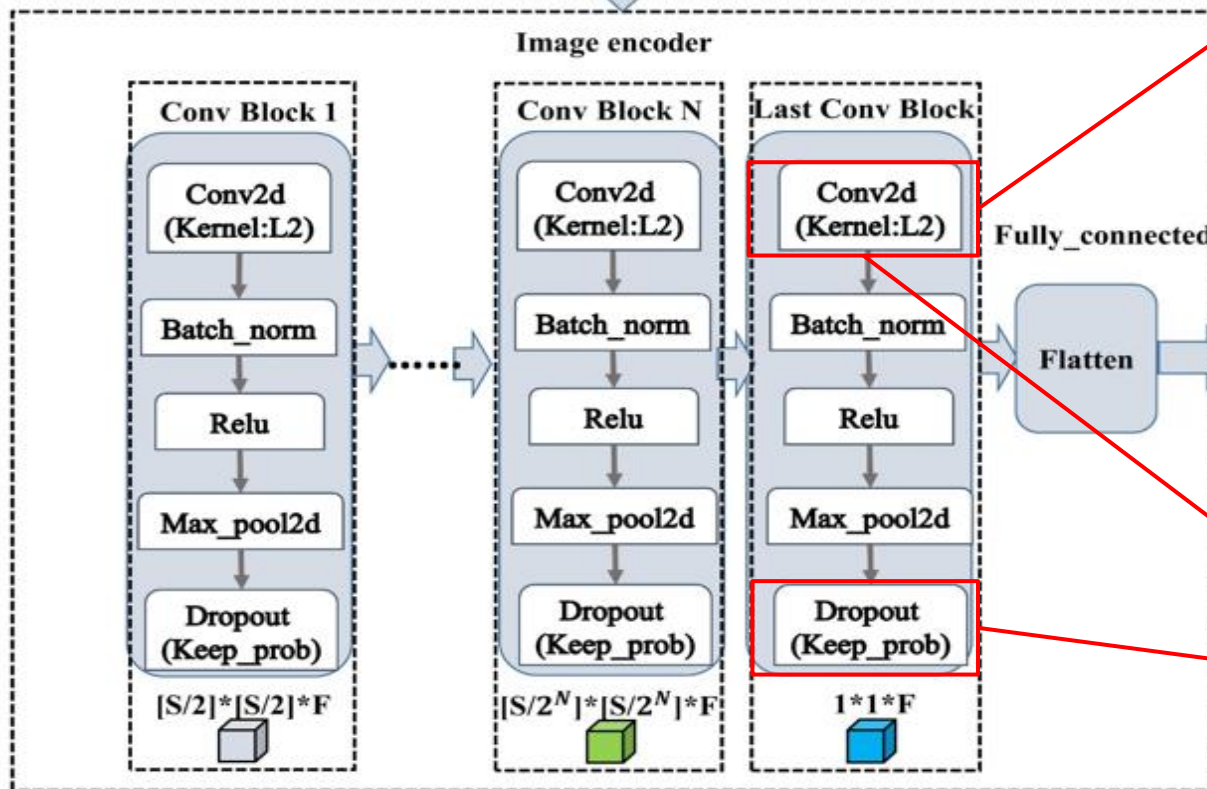 Image encoder
Conv Block 1
Conv2d
(Kernel:L2)
Batch_norm
Relu
Max_pool2d
Dropout
(Keep_prob)
[S/2]*[S/2]*F
......
Conv Block N
Conv2d
(Kernel:L2)
Batch_norm
Relu
Max_pool2d
Dropout
(Keep_prob)
[S/2^N]*[S/2^N]*F
Last Conv Block
Conv2d
(Kernel:L2)
Batch_norm
Relu
Max_pool2d
Dropout
(Keep_prob)
1*1*F
Fully_connected
Flatten